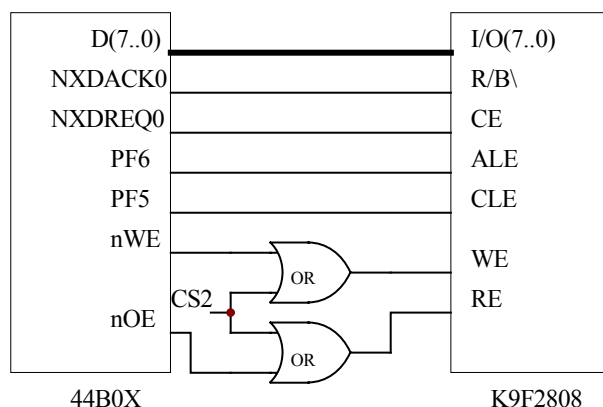 D(7..0)
I/O(7..0)
NXDACK0
R/B\
NXDREQ0
CE
PF6
ALE
PF5
CLE
nWE
OR
WE
CS2
RE
nOE
OR
44B0X
K9F2808